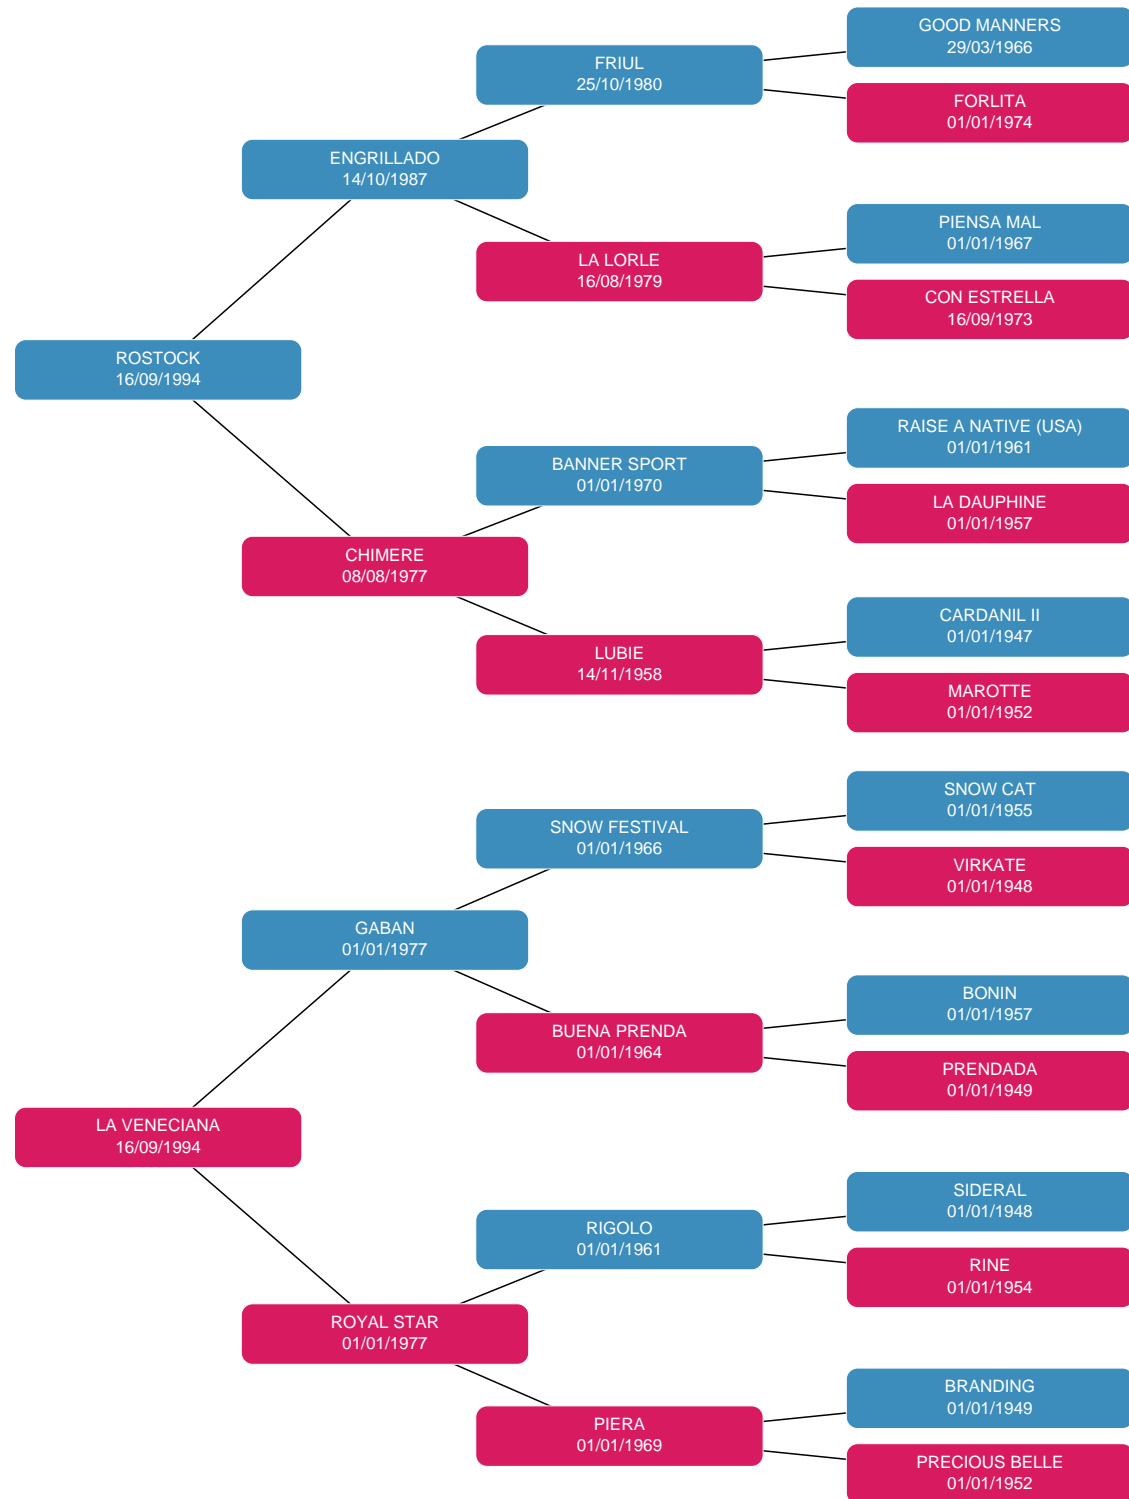 GOOD MANNERS
29/03/1966
FRIUL
25/10/1980
FORLITA
01/01/1974
ENGRILLADO
14/10/1987
PIENSA MAL
01/01/1967
LA LORLE
16/08/1979
CON ESTRELLA
16/09/1973
ROSTOCK
16/09/1994
RAISE A NATIVE (USA)
01/01/1961
BANNER SPORT
01/01/1970
LA DAUPHINE
01/01/1957
CHIMERE
08/08/1977
CARDANIL II
01/01/1947
LUBIE
14/11/1958
MAROTTE
01/01/1952
SNOW CAT
01/01/1955
SNOW FESTIVAL
01/01/1966
VIRKATE
01/01/1948
GABAN
01/01/1977
BONIN
01/01/1957
BUENA PRENDA
01/01/1964
PRENDADA
01/01/1949
LA VENECIANA
16/09/1994
SIDERAL
01/01/1948
RIGOLO
01/01/1961
RINE
01/01/1954
ROYAL STAR
01/01/1977
BRANDING
01/01/1949
PIERA
01/01/1969
PRECIOUS BELLE
01/01/1952